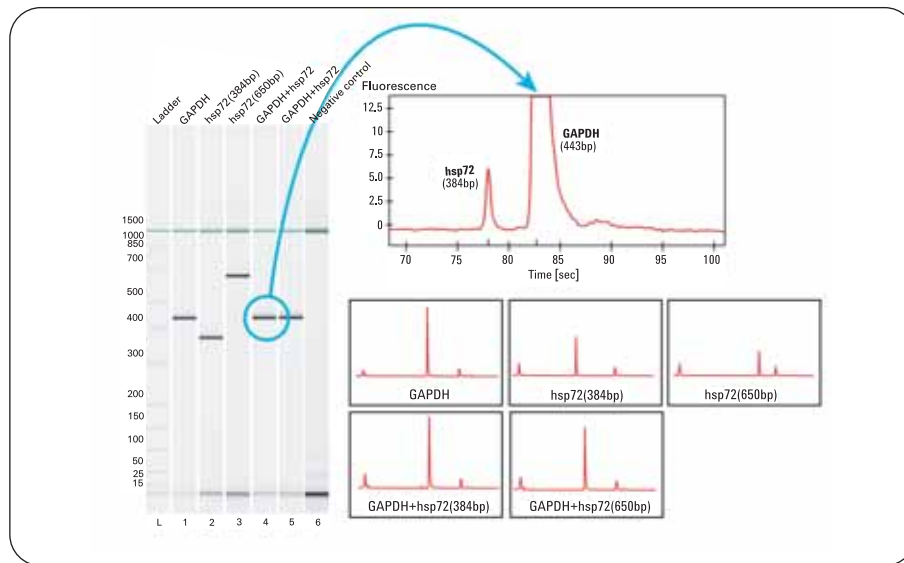 Ladder
GAPDH
hsp72(384bp)
hsp72(650bp)
GAPDH+hsp72
GAPDH+hsp72
Negative control
1500
1000
850
700
500
400
300
200
150
100
50
25
15
L 1 2 3 4 5 6
Fluorescence
12.5
10
7.5
5.0
2.5
0
hsp72
(384bp)
GAPDH
(443bp)
70 75 80 85 90 95 100
Time [sec]
GAPDH
hsp72(384bp)
hsp72(650bp)
GAPDH+hsp72(384bp)
GAPDH+hsp72(650bp)